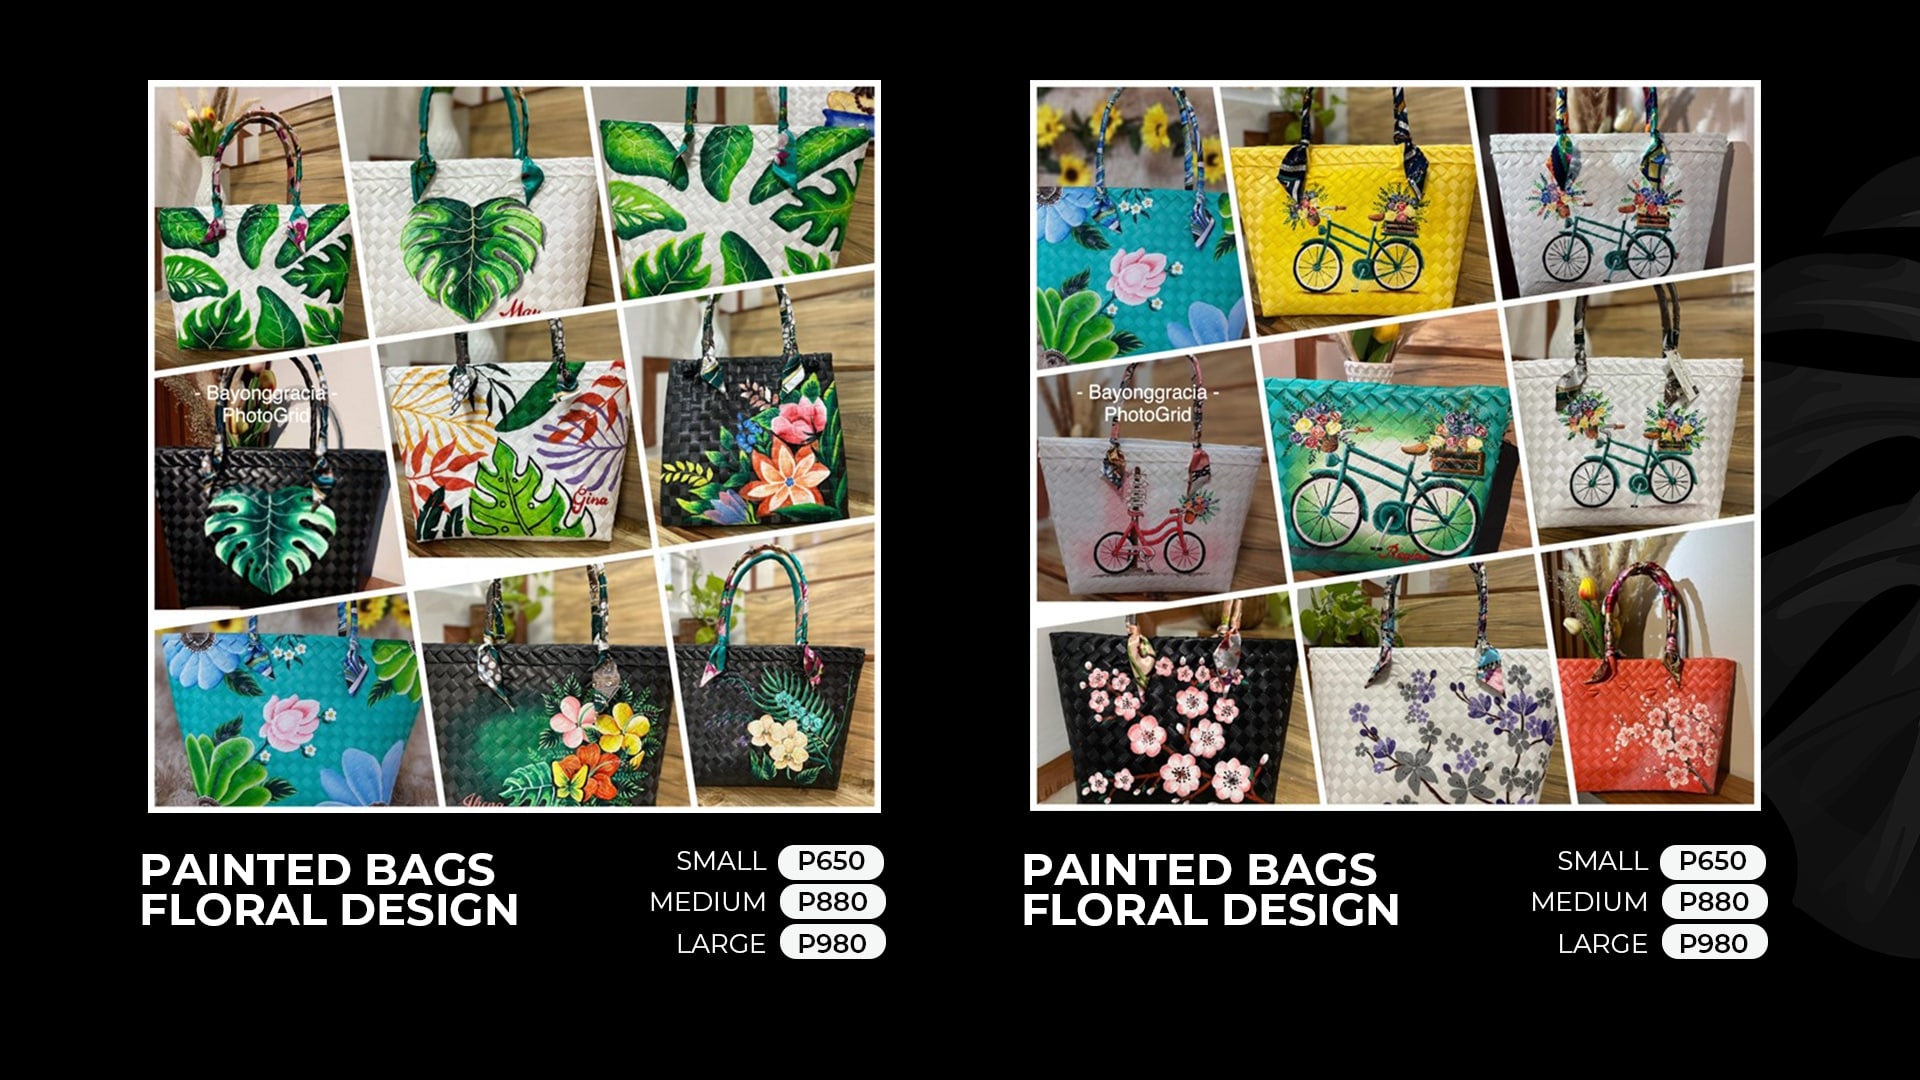 May
- Bayonggracia -
PhotoGrid
Gina
PAINTED BAGS
FLORAL DESIGN
SMALL P650
MEDIUM P880
LARGE P980
- Bayonggracia -
PhotoGrid
PAINTED BAGS
FLORAL DESIGN
SMALL P650
MEDIUM P880
LARGE P980